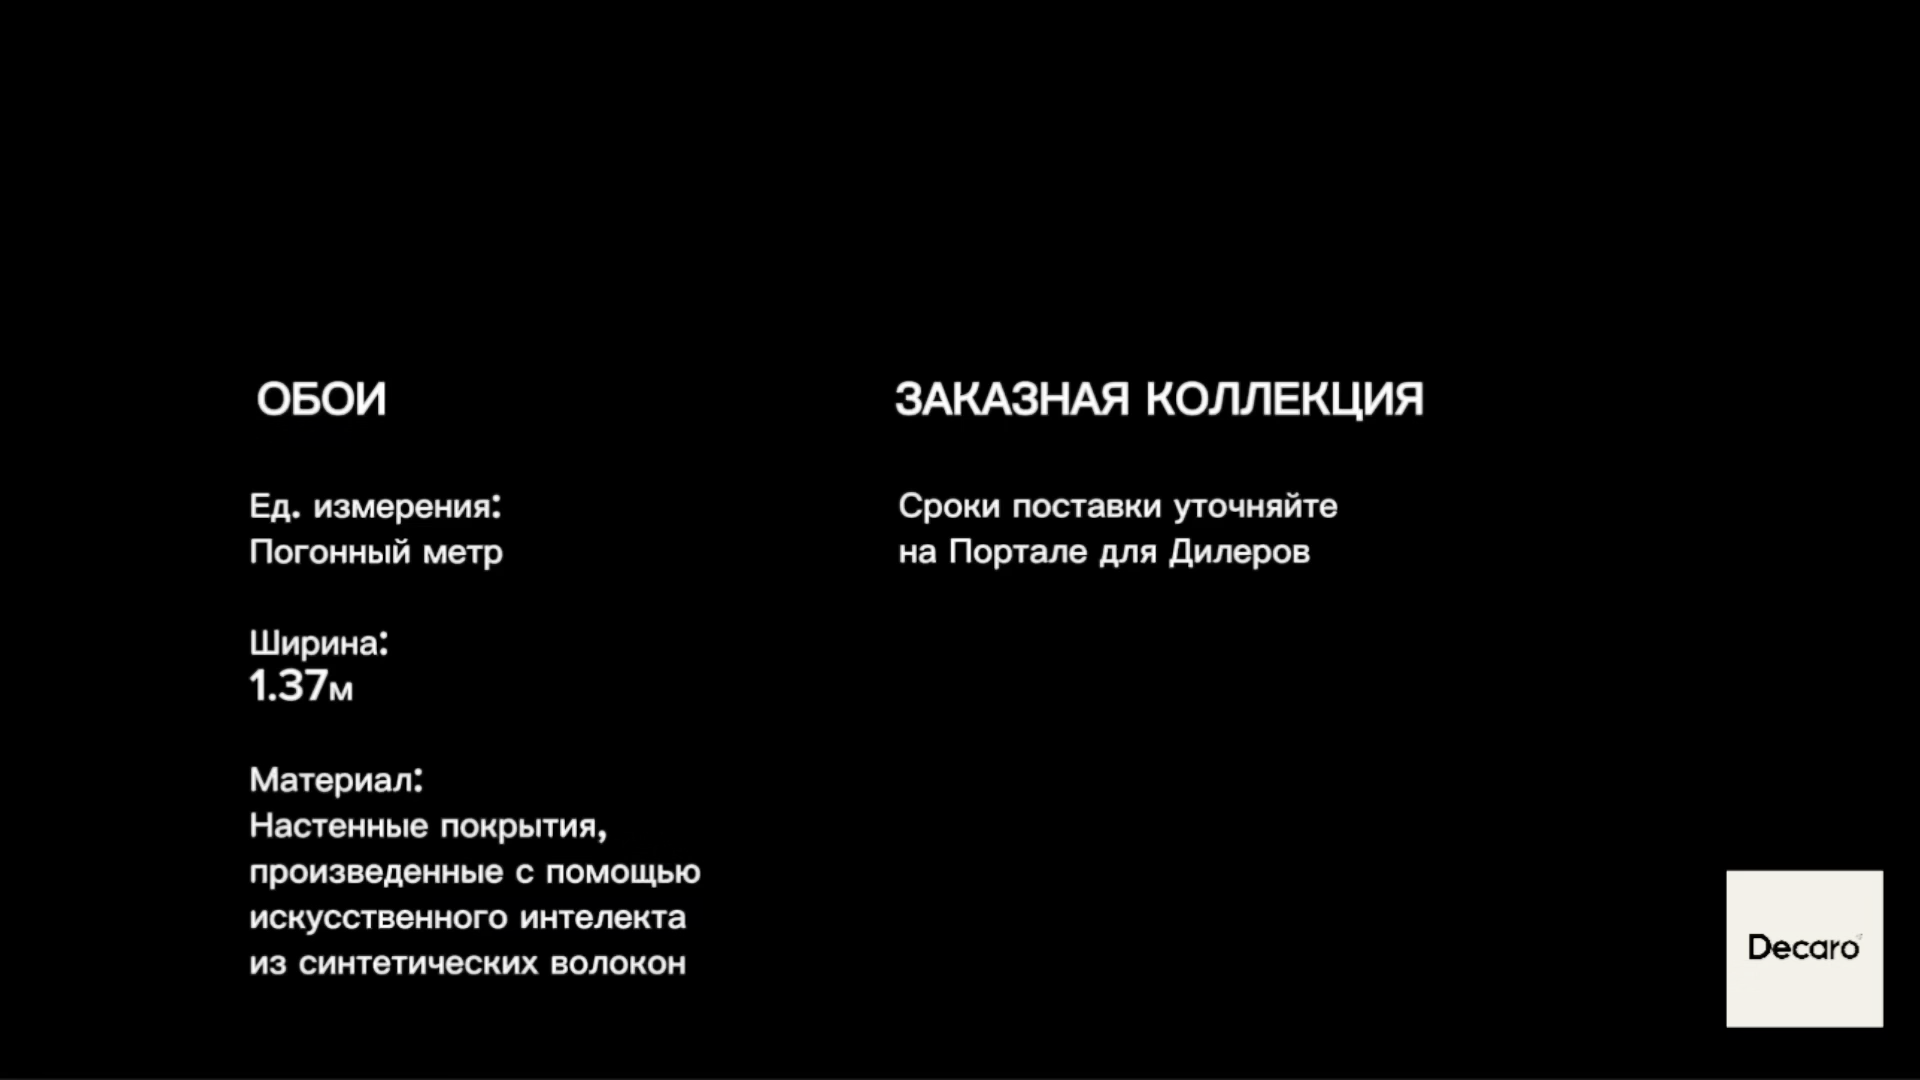 ОБОИ
Ед. измерения:
Погонный метр
Ширина:
1.37м
Материал:
Настенные покрытия,
произведенные с помощью
искусственного интелекта
из синтетических волокон
ЗАКАЗНАЯ КОЛЛЕКЦИЯ
Сроки поставки уточняйте
на Портале для Дилеров
Decaro